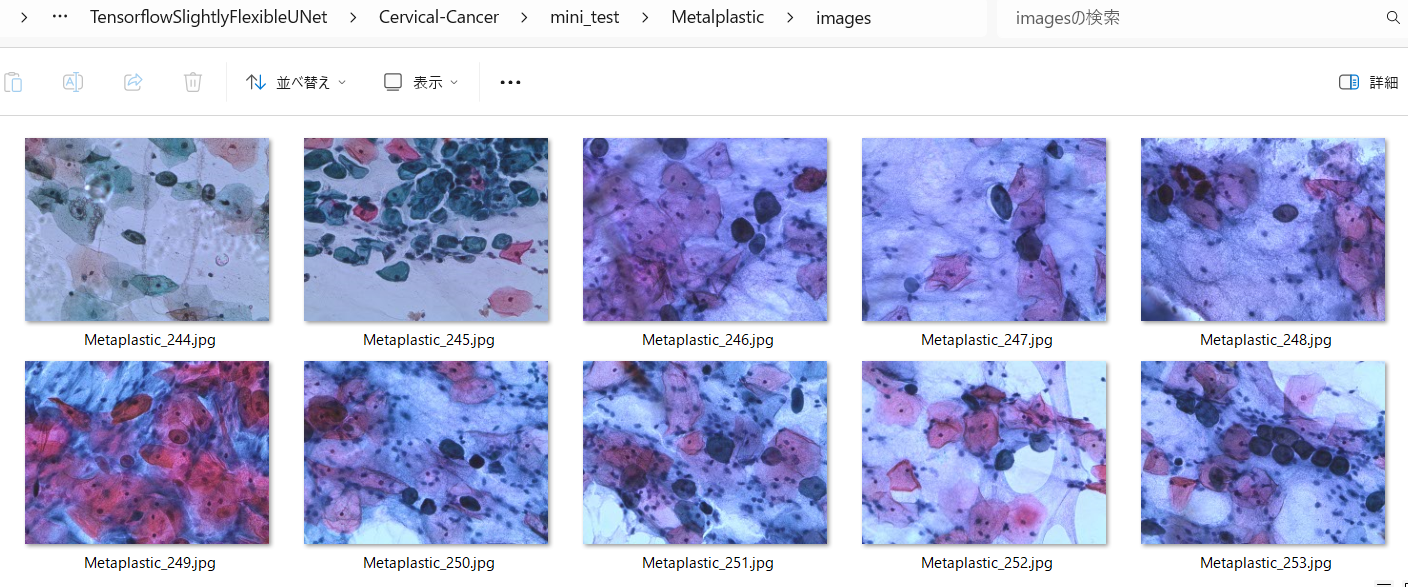 > ··· TensorflowSlightlyFlexibleUNet > Cervical-Cancer > mini_test > Metalplastic > images
imagesの検索
並べ替え
表示
詳細
Metaplastic_244.jpg
Metaplastic_245.jpg
Metaplastic_246.jpg
Metaplastic_247.jpg
Metaplastic_248.jpg
Metaplastic_249.jpg
Metaplastic_250.jpg
Metaplastic_251.jpg
Metaplastic_252.jpg
Metaplastic_253.jpg